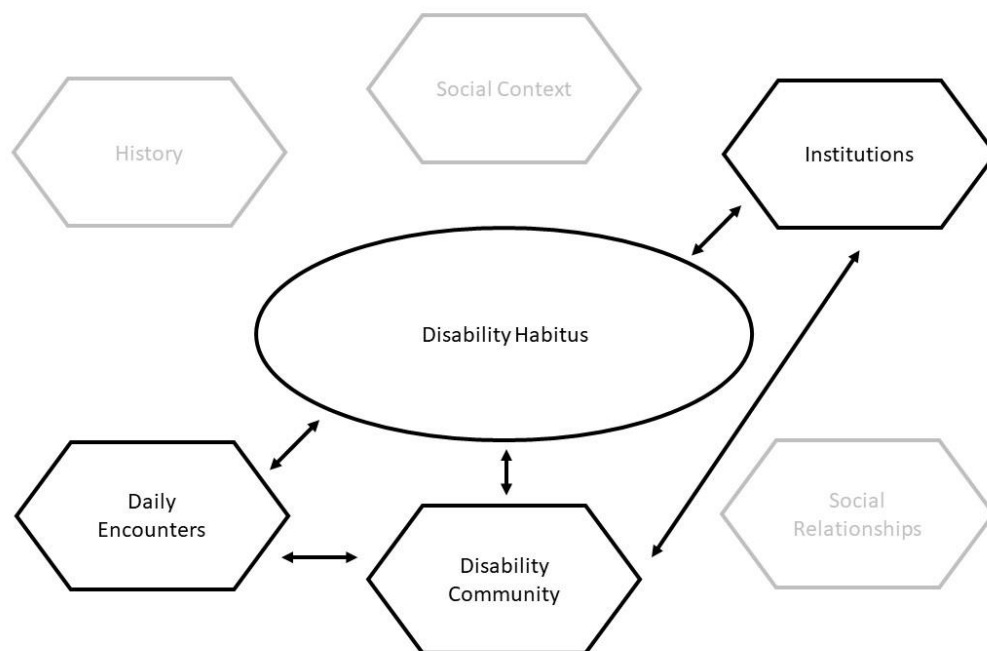 Social Context
History
Institutions
Disability Habitus
Daily
Encounters
Disability
Community
Social
Relationships